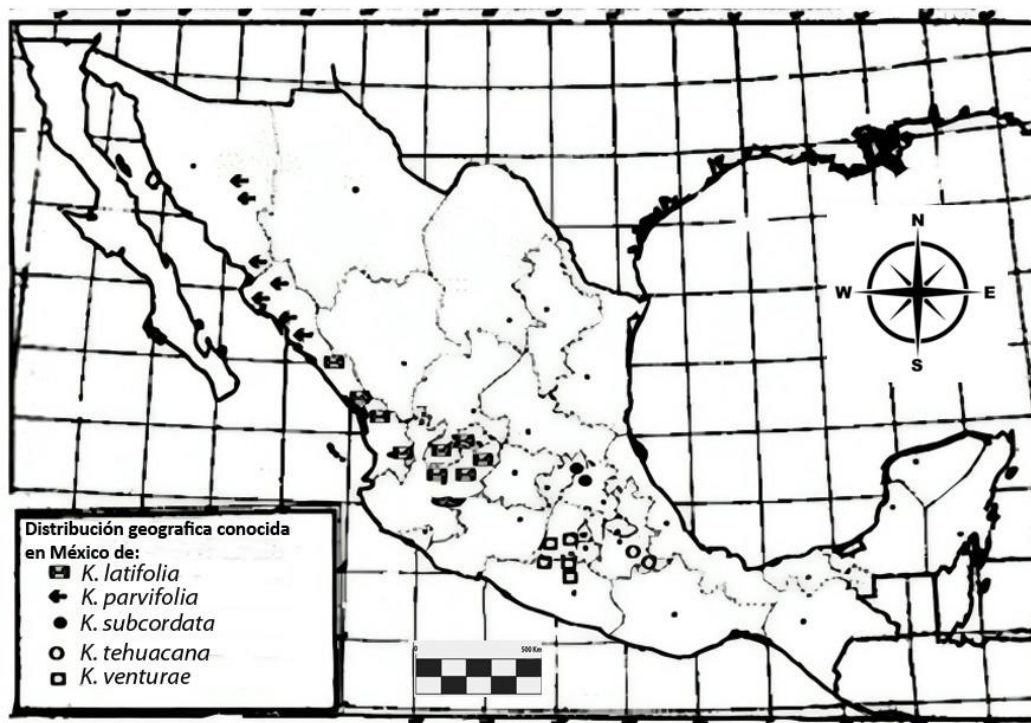 N
W
E
S
Distribución geografica conocida
en México de:
K. latifolia
K. parvifolia
K. subcordata
K. tehuacana
K. venturae
0
500 Km